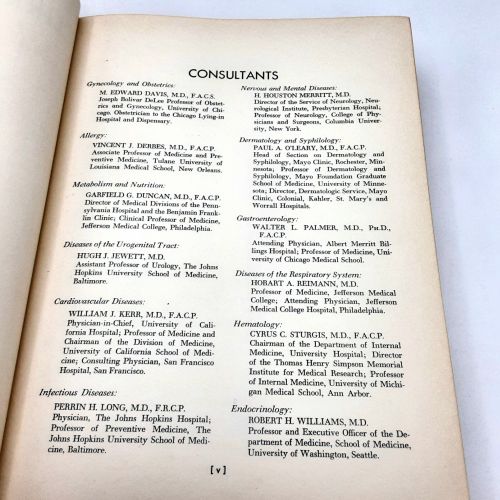 CONSULTANTS
Gynecology and Obstetrics:
M. EDWARD DAVIS, M.D., F.A.C.S.
Joseph Bolivar DeLee Professor of Obstet-
rics and Gynecology, University of Chi-
cago. Obstetrician to the Chicago Lying-in
Hospital and Dispensary.
Allergy:
VINCENT J. DERBES, M.D., F.A.C.P.
Associate Professor of Medicine and Pre-
ventive Medicine, Tulane University of
Louisiana Medical School, New Orleans.
Metabolism and Nutrition:
GARFIELD G. DUNCAN, M.D., F.A.C.P.
Director of Medical Divisions of the Penn-
sylvania Hospital and the Benjamin Frank-
lin Clinic; Clinical Professor of Medicine,
Jefferson Medical College, Philadelphia.
Diseases of the Urogenital Tract:
HUGH J. JEWETT, M.D.
Assistant Professor of Urology, The Johns
Hopkins University School of Medicine,
Baltimore.
Cardiovascular Diseases:
WILLIAM J. KERR, M.D., F.A.C.P.
Physician-in-Chief, University of Cali-
fornia Hospital; Professor of Medicine and
Chairman of the Division of Medicine,
University of California School of Medi-
cine; Consulting Physician, San Francisco
Hospital, San Francisco.
Infectious Diseases:
PERRIN H. LONG, M.D., F.R.C.P.
Physician, The Johns Hopkins Hospital;
Professor of Preventive Medicine, The
Johns Hopkins University School of Medi-
cine, Baltimore.
Nervous and Mental Diseases:
H. HOUSTON MERRITT, M.D.
Director of the Service of Neurology, Neu-
rological Institute, Presbyterian Hospital;
Professor of Neurology, College of Phy-
sicians and Surgeons, Columbia Univer-
sity, New York.
Dermatology and Syphilology:
PAUL A. O'LEARY, M.D., F.A.C.P.
Head of Section on Dermatology and
Syphilology, Mayo Clinic, Rochester, Min-
nesota; Professor of Dermatology and
Syphilology, Mayo Foundation Graduate
School of Medicine, University of Minne-
sota; Director, Dermatologic Service, Mayo
Clinic, Colonial, Kahler, St. Mary's and
Worrall Hospitals.
Gastroenterology:
WALTER L. PALMER, M.D., PH.D.,
F.A.C.P.
Attending Physician, Albert Merritt Bil-
lings Hospital; Professor of Medicine, Uni-
versity of Chicago Medical School.
Diseases of the Respiratory System:
HOBART A. REIMANN, M.D.
Professor of Medicine, Jefferson Medical
College; Attending Physician, Jefferson
Medical College Hospital, Philadelphia.
Hematology:
CYRUS C. STURGIS, M.D., F.A.C.P.
Chairman of the Department of Internal
Medicine, University Hospital; Director
of the Thomas Henry Simpson Memorial
Institute for Medical Research; Professor
of Internal Medicine, University of Michi-
gan Medical School, Ann Arbor.
Endocrinology:
ROBERT H. WILLIAMS, M.D.
Professor and Executive Officer of the De-
partment of Medicine, School of Medicine,
University of Washington, Seattle.
[ v ]